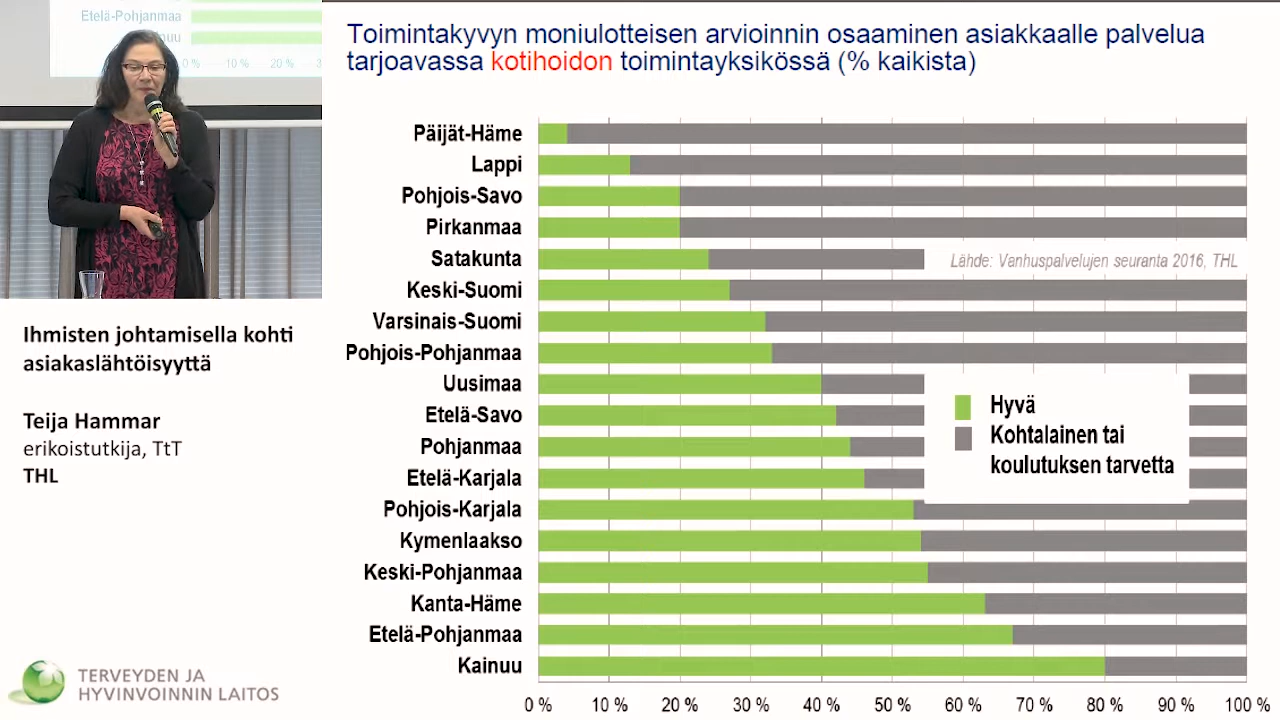 Etelä-Pohjanmaa
0 %
10 %
20 %
Toimintakyvyn moniulotteisen arvioinnin osaaminen asiakkaalle palvelua
tarjoavassa kotihoidon toimintayksikössä (% kaikista)
Päijät-Häme
Lappi
Pohjois-Savo
Pirkanmaa
Satakunta
Lähde: Vanhuspalvelujen seuranta 2016, THL
Keski-Suomi
Varsinais-Suomi
Pohjois-Pohjanmaa
Uusimaa
Etelä-Savo
Pohjanmaa
Etelä-Karjala
Pohjois-Karjala
Kymenlaakso
Keski-Pohjanmaa
Kanta-Häme
Etelä-Pohjanmaa
Kainuu
Hyvä
Kohtalainen tai
koulutuksen tarvetta
0 % 10 % 20 % 30 % 40 % 50 % 60 % 70 % 80 % 90 % 100 %
Ihmisten johtamisella kohti
asiakaslähtöisyyttä
Teija Hammar
erikoistutkija, TtT
THL
TERVEYDEN JA
HYVINVOINNIN LAITOS